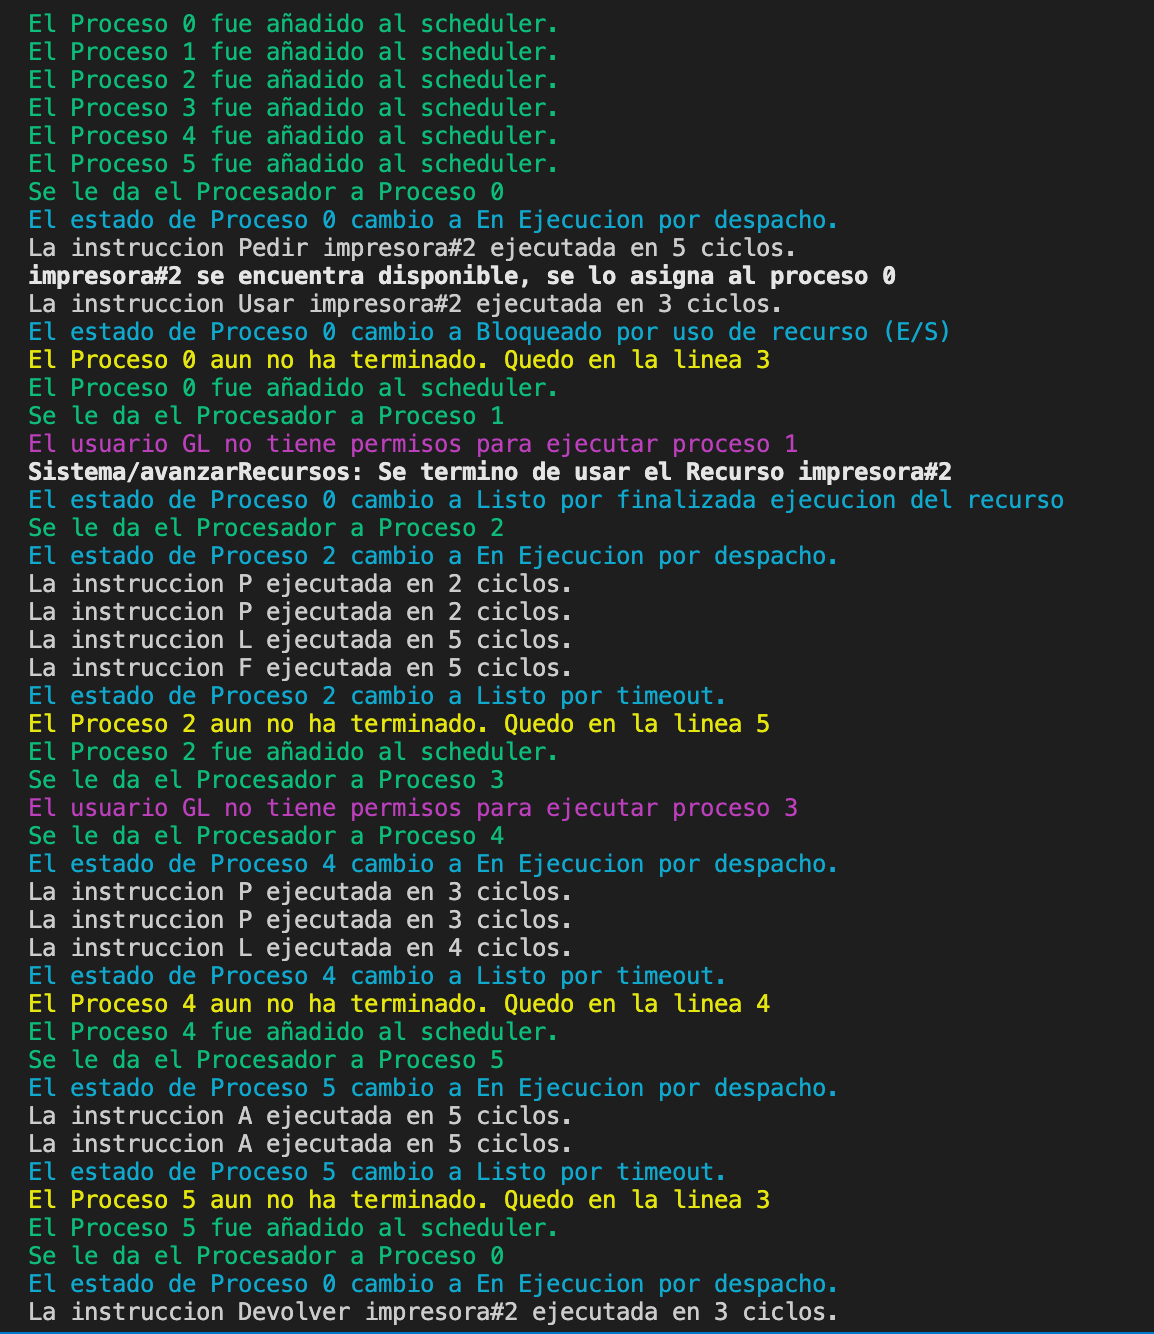 El Proceso 0 fue añadido al scheduler.
El Proceso 1 fue añadido al scheduler.
El Proceso 2 fue añadido al scheduler.
El Proceso 3 fue añadido al scheduler.
El Proceso 4 fue añadido al scheduler.
El Proceso 5 fue añadido al scheduler.
Se le da el Procesador a Proceso 0
El estado de Proceso 0 cambio a En Ejecucion por despacho.
La instruccion Pedir impresora#2 ejecutada en 5 ciclos.
impresora#2 se encuentra disponible, se lo asigna al proceso 0
La instruccion Usar impresora#2 ejecutada en 3 ciclos.
El estado de Proceso 0 cambio a Bloqueado por uso de recurso (E/S)
El Proceso 0 aun no ha terminado. Quedo en la linea 3
El Proceso 0 fue añadido al scheduler.
Se le da el Procesador a Proceso 1
El usuario GL no tiene permisos para ejecutar proceso 1
Sistema/avanzarRecursos: Se termino de usar el Recurso impresora#2
El estado de Proceso 0 cambio a Listo por finalizada ejecucion del recurso
Se le da el Procesador a Proceso 2
El estado de Proceso 2 cambio a En Ejecucion por despacho.
La instruccion P ejecutada en 2 ciclos.
La instruccion P ejecutada en 2 ciclos.
La instruccion L ejecutada en 5 ciclos.
La instruccion F ejecutada en 5 ciclos.
El estado de Proceso 2 cambio a Listo por timeout.
El Proceso 2 aun no ha terminado. Quedo en la linea 5
El Proceso 2 fue añadido al scheduler.
Se le da el Procesador a Proceso 3
El usuario GL no tiene permisos para ejecutar proceso 3
Se le da el Procesador a Proceso 4
El estado de Proceso 4 cambio a En Ejecucion por despacho.
La instruccion P ejecutada en 3 ciclos.
La instruccion P ejecutada en 3 ciclos.
La instruccion L ejecutada en 4 ciclos.
El estado de Proceso 4 cambio a Listo por timeout.
El Proceso 4 aun no ha terminado. Quedo en la linea 4
El Proceso 4 fue añadido al scheduler.
Se le da el Procesador a Proceso 5
El estado de Proceso 5 cambio a En Ejecucion por despacho.
La instruccion A ejecutada en 5 ciclos.
La instruccion A ejecutada en 5 ciclos.
El estado de Proceso 5 cambio a Listo por timeout.
El Proceso 5 aun no ha terminado. Quedo en la linea 3
El Proceso 5 fue añadido al scheduler.
Se le da el Procesador a Proceso 0
El estado de Proceso 0 cambio a En Ejecucion por despacho.
La instruccion Devolver impresora#2 ejecutada en 3 ciclos.